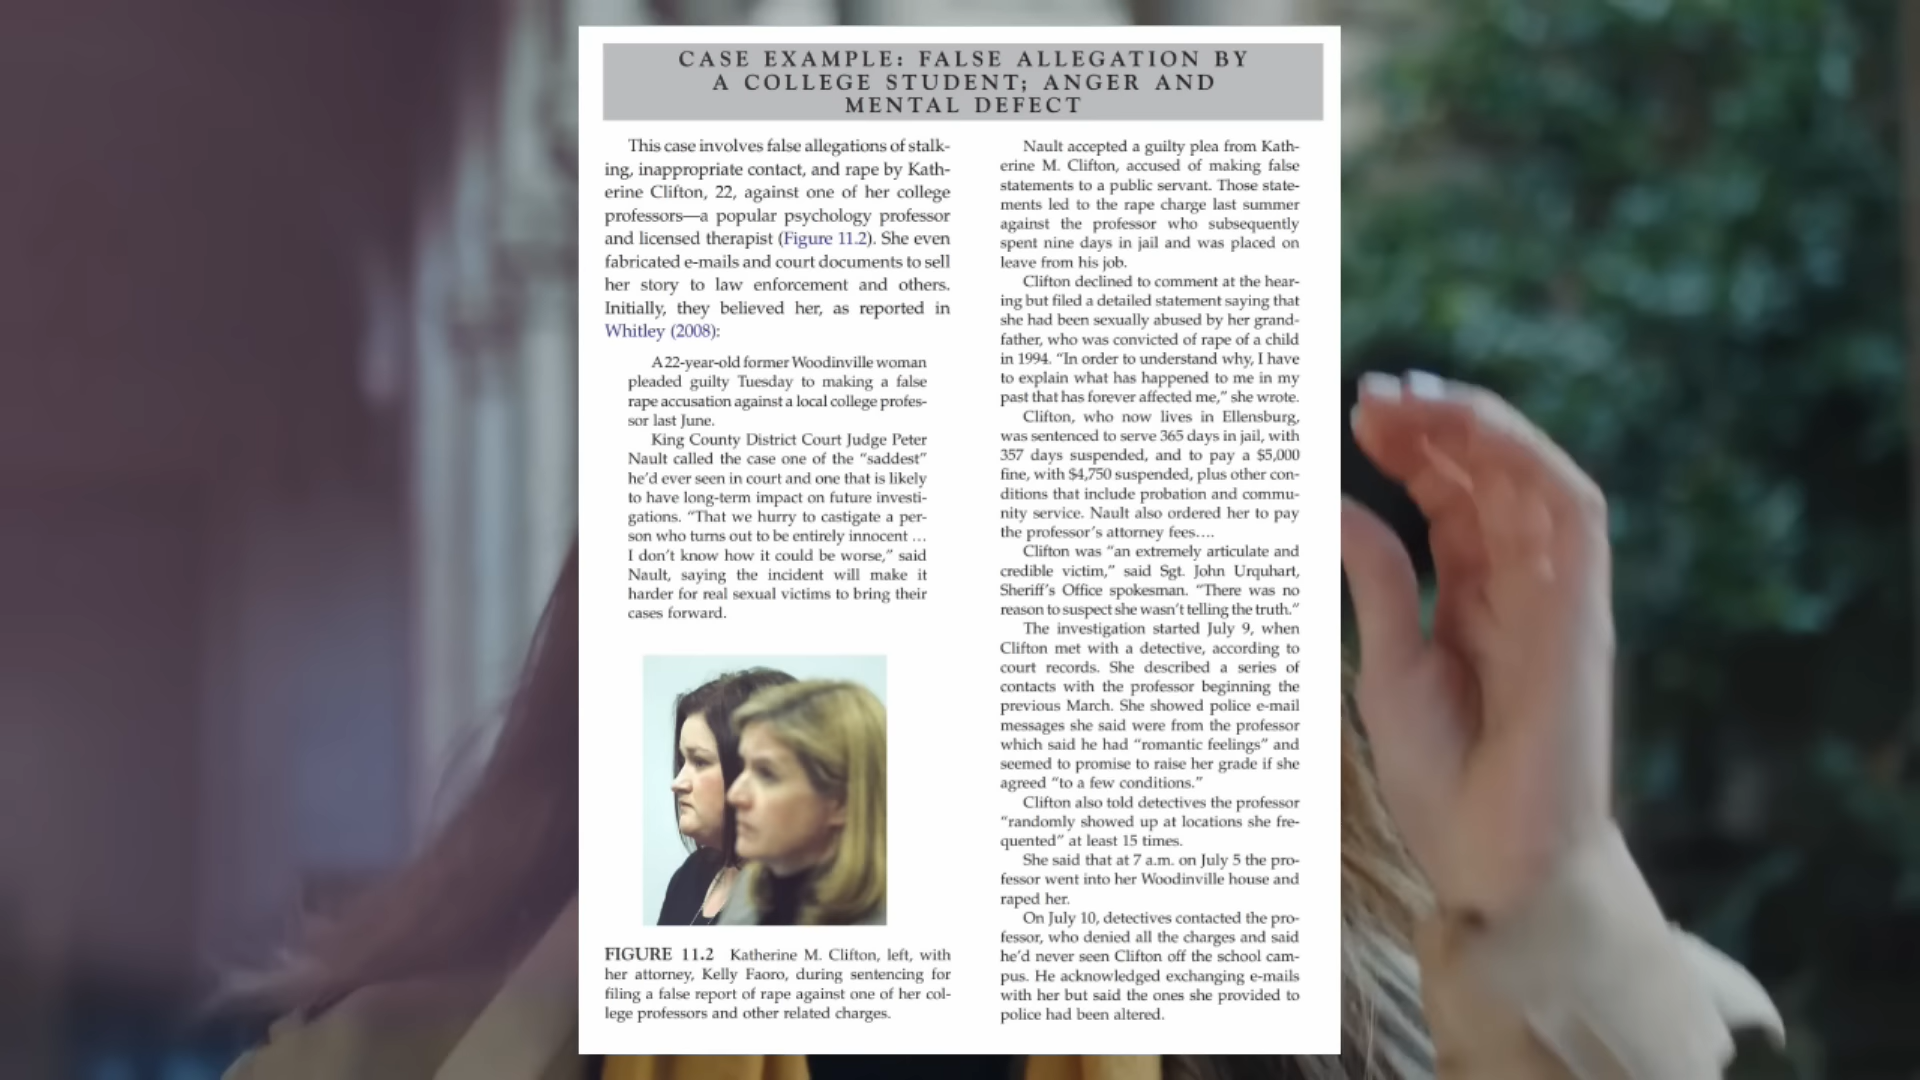 CASE EXAMPLE: FALSE ALLEGATION BY
A COLLEGE STUDENT; ANGER AND
MENTAL DEFECT
This case involves false allegations of stalk-
ing, inappropriate contact, and rape by Kath-
erine Clifton, 22, against one of her college
professors—a popular psychology professor
and licensed therapist (Figure 11.2). She even
fabricated e-mails and court documents to sell
her story to law enforcement and others.
Initially, they believed her, as reported in
Whitley (2008):
A 22-year-old former Woodinville woman
pleaded guilty Tuesday to making a false
rape accusation against a local college profes-
sor last June.
King County District Court Judge Peter
Nault called the case one of the “saddest”
he’d ever seen in court and one that is likely
to have long-term impact on future investi-
gations. “That we hurry to castigate a per-
son who turns out to be entirely innocent …
I don’t know how it could be worse,” said
Nault, saying the incident will make it
harder for real sexual victims to bring their
cases forward.
FIGURE 11.2 Katherine M. Clifton, left, with
her attorney, Kelly Faoro, during sentencing for
filing a false report of rape against one of her col-
lege professors and other related charges.
Nault accepted a guilty plea from Kath-
erine M. Clifton, accused of making false
statements to a public servant. Those state-
ments led to the rape charge last summer
against the professor who subsequently
spent nine days in jail and was placed on
leave from his job.
Clifton declined to comment at the hear-
ing but filed a detailed statement saying that
she had been sexually abused by her grand-
father, who was convicted of rape of a child
in 1994. “In order to understand why, I have
to explain what has happened to me in my
past that has forever affected me,” she wrote.
Clifton, who now lives in Ellensburg,
was sentenced to serve 365 days in jail, with
357 days suspended, and to pay a $5,000
fine, with $4,750 suspended, plus other con-
ditions that include probation and commu-
nity service. Nault also ordered her to pay
the professor’s attorney fees….
Clifton was “an extremely articulate and
credible victim,” said Sgt. John Urquhart,
Sheriff’s Office spokesman. “There was no
reason to suspect she wasn’t telling the truth.”
The investigation started July 9, when
Clifton met with a detective, according to
court records. She described a series of
contacts with the professor beginning the
previous March. She showed police e-mail
messages she said were from the professor
which said he had “romantic feelings” and
seemed to promise to raise her grade if she
agreed “to a few conditions.”
Clifton also told detectives the professor
“randomly showed up at locations she fre-
quented” at least 15 times.
She said that at 7 a.m. on July 5 the pro-
fessor went into her Woodinville house and
raped her.
On July 10, detectives contacted the pro-
fessor, who denied all the charges and said
he’d never seen Clifton off the school cam-
pus. He acknowledged exchanging e-mails
with her but said the ones she provided to
police had been altered.